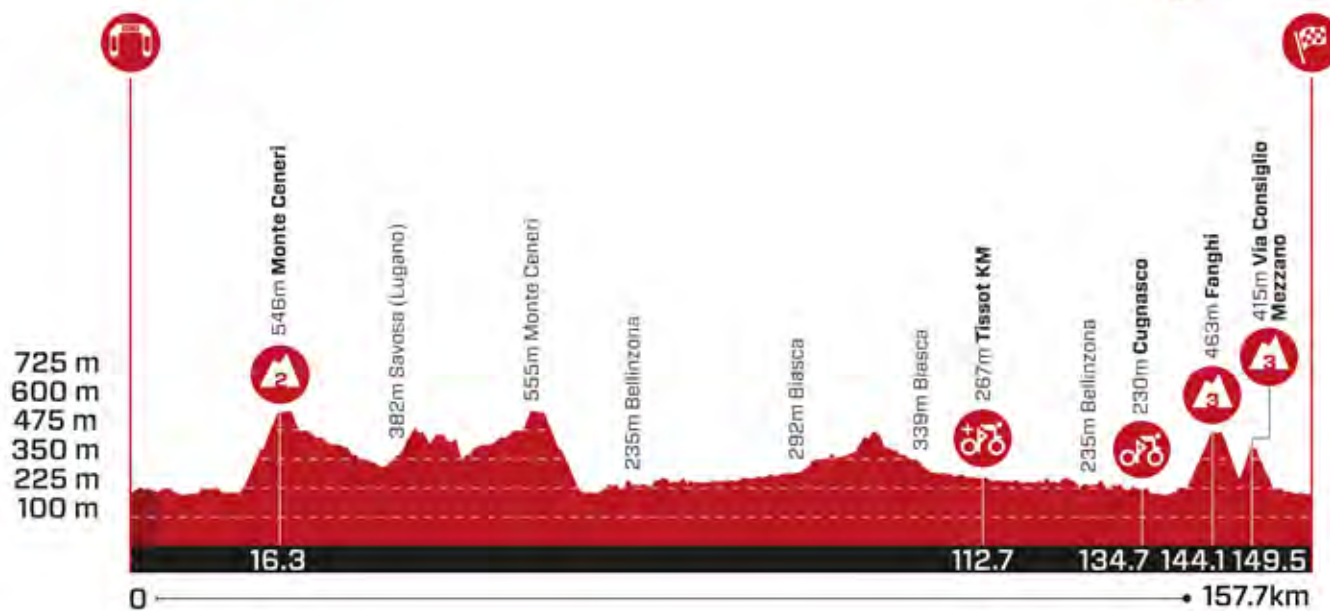 546m Monte Ceneri
382m Savosa (Lugano)
555m Monte Ceneri
235m Bellinzona
292m Biasca
339m Biasca
267m Tissot KM
235m Bellinzona
230m Cugnasco
463m Fanghi
415m Via Consiglio
Mezzano
2
3
3
725 m
600 m
475 m
350 m
225 m
100 m
16.3
112.7
134.7
144.1
149.5
0
157.7km